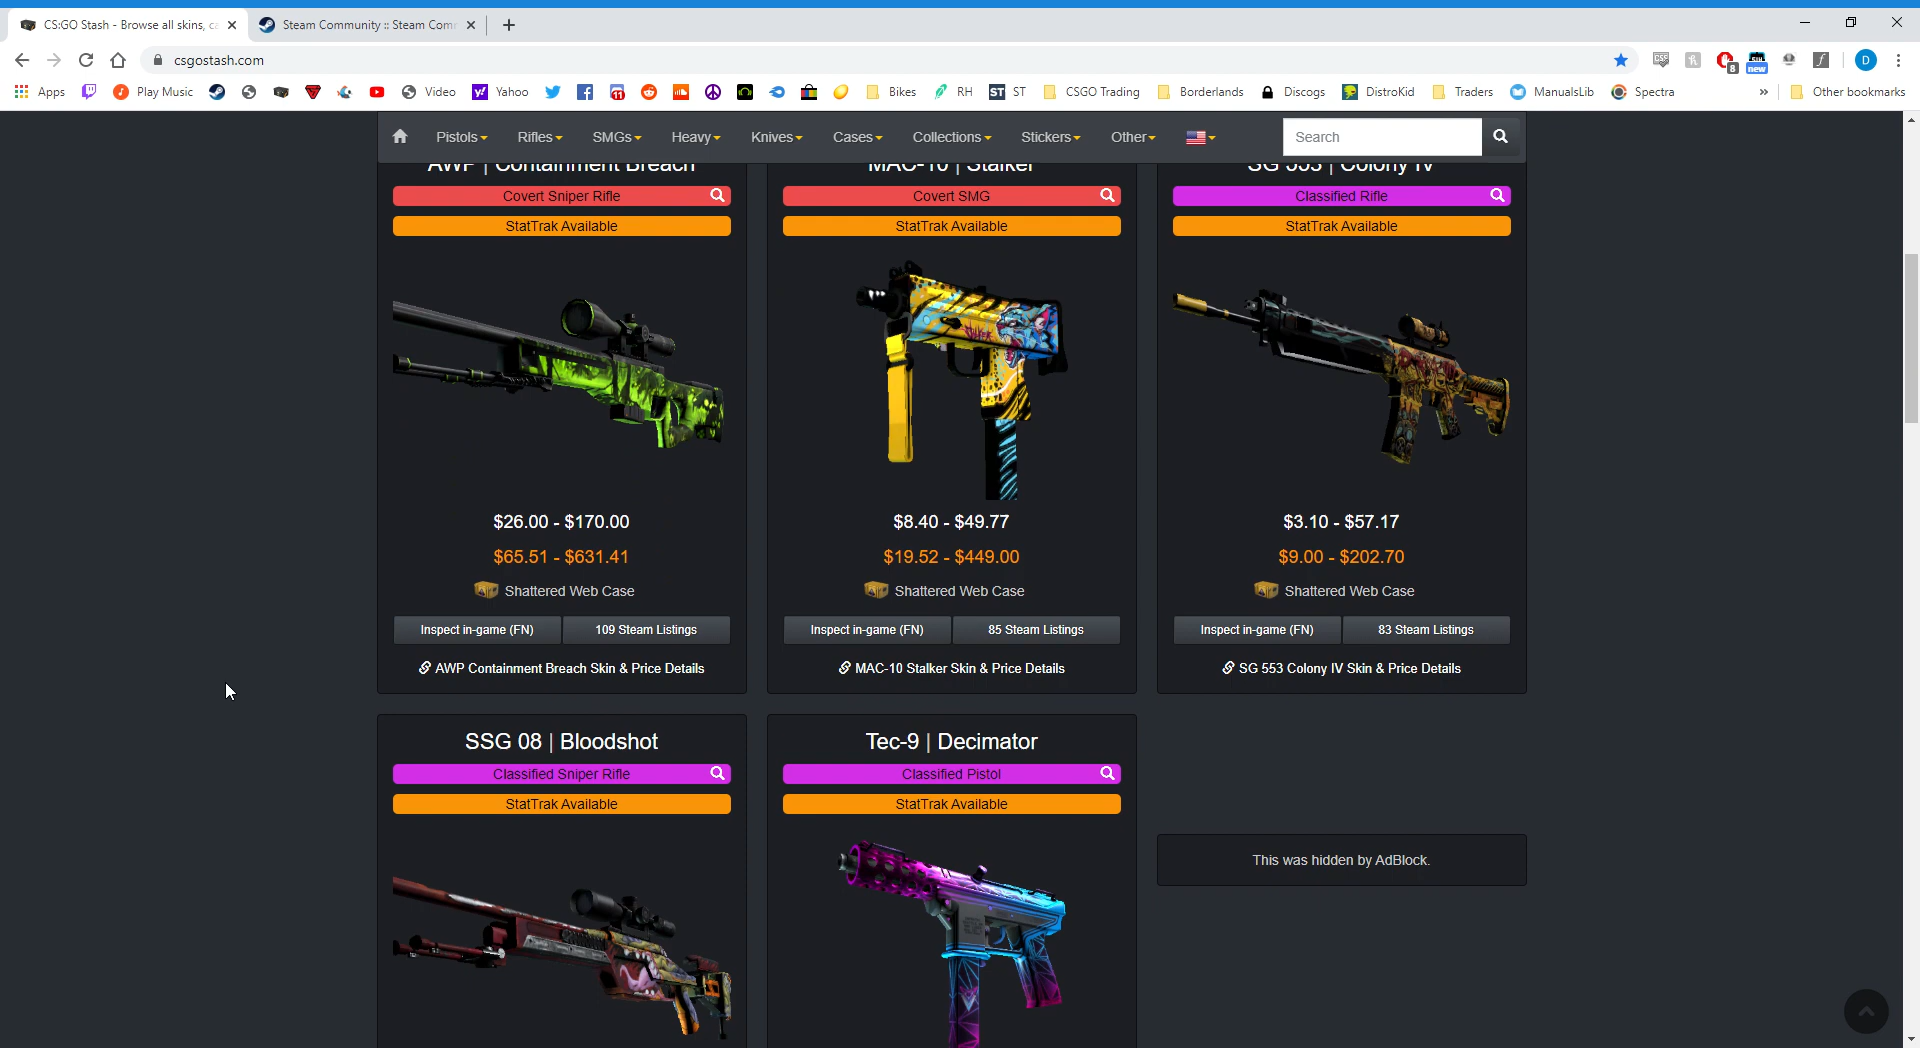 CS:GO Stash - Browse all skins, ca
Steam Community :: Steam Com
csgostash.com
CSS
8
new
D
Apps
Play Music
Video
Yahoo
11
Bikes
RH
ST ST
CSGO Trading
Borderlands
Discogs
DistroKid
Traders
ManualsLib
Spectra
»
Other bookmarks
Pistols
Rifles
SMGs
Heavy
Knives
Cases
Collections
Stickers
Other
Search
AWP | Containment Breach
Covert Sniper Rifle
StatTrak Available
$26.00 - $170.00
$65.51 - $631.41
Shattered Web Case
Inspect in-game (FN)
109 Steam Listings
AWP Containment Breach Skin & Price Details
MAC-10 | Stalker
Covert SMG
StatTrak Available
$8.40 - $49.77
$19.52 - $449.00
Shattered Web Case
Inspect in-game (FN)
85 Steam Listings
MAC-10 Stalker Skin & Price Details
SG 553 | Colony IV
Classified Rifle
StatTrak Available
$3.10 - $57.17
$9.00 - $202.70
Shattered Web Case
Inspect in-game (FN)
83 Steam Listings
SG 553 Colony IV Skin & Price Details
SSG 08 | Bloodshot
Classified Sniper Rifle
StatTrak Available
Tec-9 | Decimator
Classified Pistol
StatTrak Available
This was hidden by AdBlock.